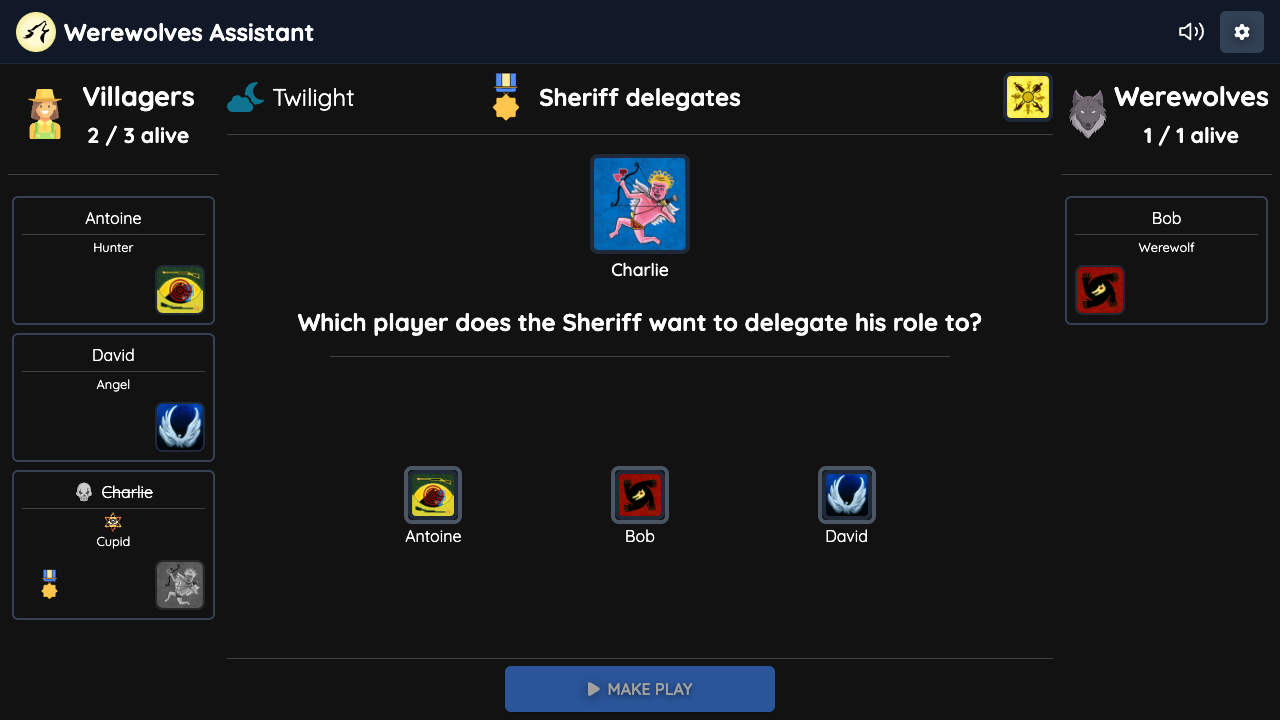 Werewolves Assistant
Villagers
2 / 3 alive
Twilight
Sheriff delegates
Werewolves
1 / 1 alive
Antoine
Hunter
David
Angel
Charlie
Cupid
Charlie
Which player does the Sheriff want to delegate his role to?
Antoine
Bob
David
MAKE PLAY
Bob
Werewolf